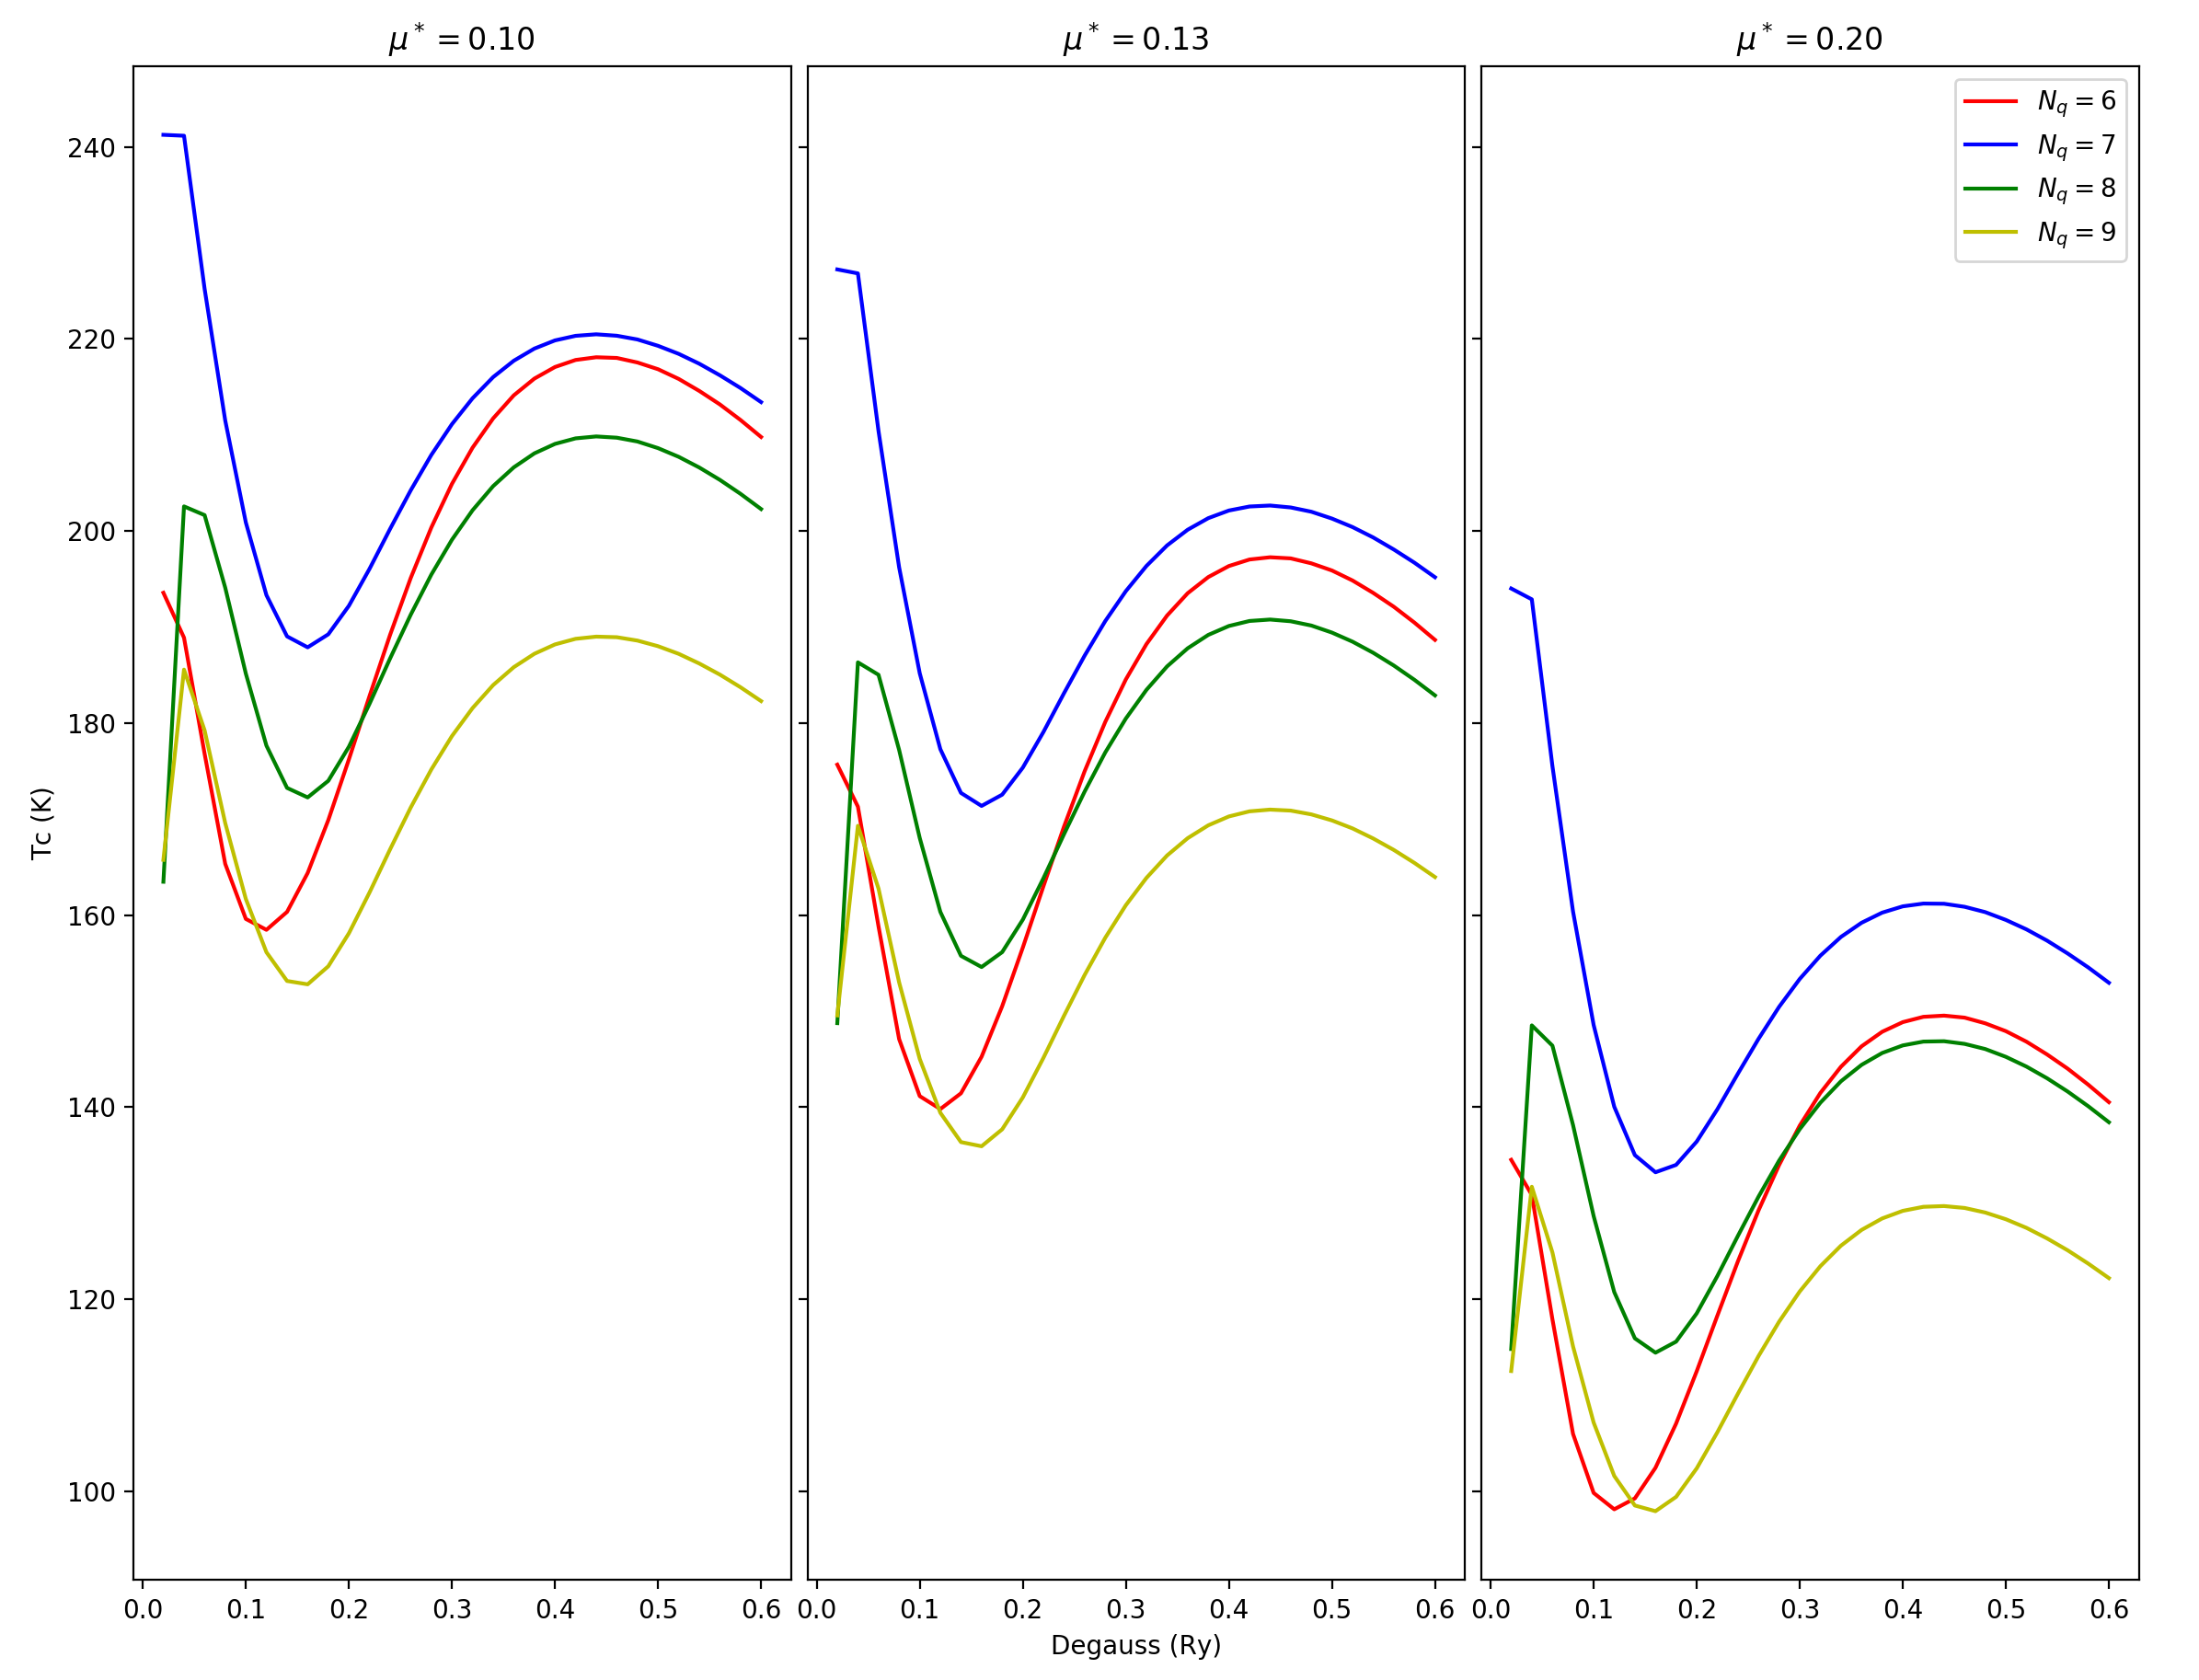 μ* = 0.10
μ* = 0.13
μ* = 0.20
N_q = 6
N_q = 7
N_q = 8
N_q = 9
Tc (K)
240
220
200
180
160
140
120
100
0.0 0.1 0.2 0.3 0.4 0.5 0.6
0.0 0.1 0.2 0.3 0.4 0.5 0.6
0.0 0.1 0.2 0.3 0.4 0.5 0.6
Degauss (Ry)